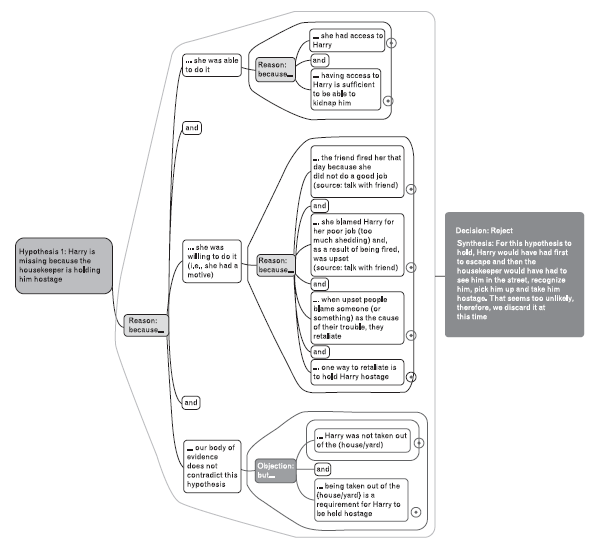 Hypothesis 1: Harry is
missing because the
housekeeper is holding
him hostage
Reason:
because...
... she was able
to do it
Reason:
because...
... she had access to
Harry
and
... having access to
Harry is sufficient
to be able to
kidnap him
and
... she was
willing to do it
(i.e., she had a
motive)
Reason:
because...
... the friend fired her that
day because she
did not do a good job
(source: talk with friend)
and
... she blamed Harry for
her poor job (too
much shedding) and,
as a result of being fired,
was upset
(source: talk with friend)
and
... when upset people
blame someone (or
something) as the cause
of their trouble, they
retaliate
and
... one way to retaliate is
to hold Harry hostage
and
... our body of
evidence
does not
contradict this
hypothesis
Objection:
but...
... Harry was not taken out
of the (house/yard)
and
... being taken out of the
(house/yard) is a
requirement for Harry to
be held hostage
Decision: Reject
Synthesis: For this hypothesis to
hold, Harry would have had first
to escape and then the
housekeeper would have had to
see him in the street, recognize
him, pick him up and take him
hostage. That seems too unlikely,
therefore, we discard it at
this time